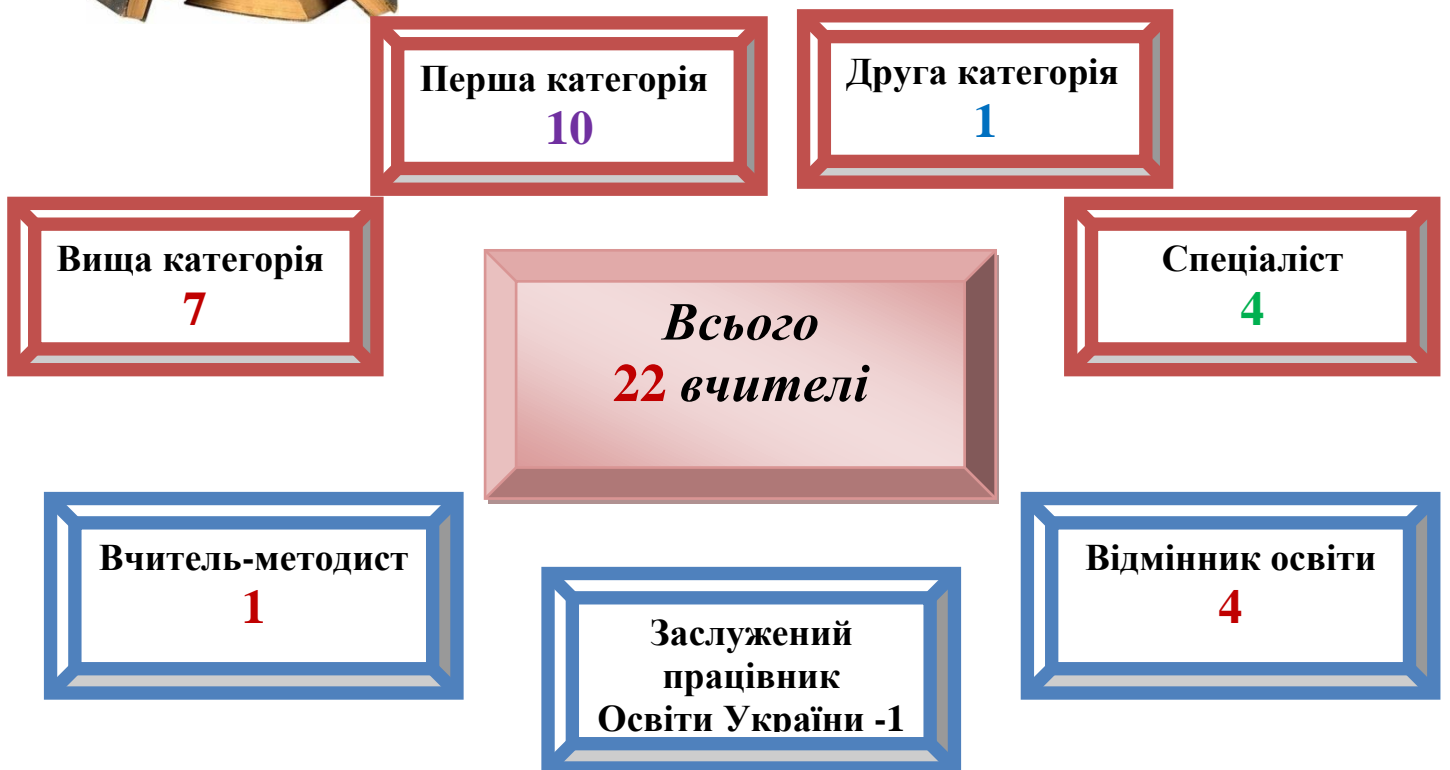 Перша категорія
10
Друга категорія
1
Вища категорія
7
Спеціаліст
4
Всього
22 вчителі
Вчитель-методист
1
Відмінник освіти
4
Заслужений
працівник
Освіти України -1